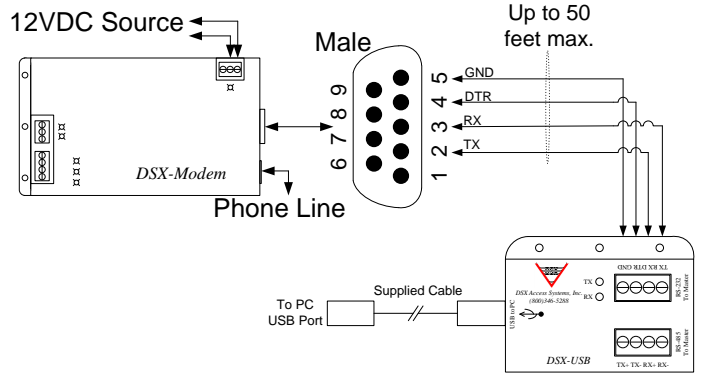 12VDC Source
Up to 50
feet max.
Male
5 GND
4 DTR
3 RX
2 TX
1
9
8
7
6
DSX-Modem
Phone Line
TX RX DTR GND
RS-232
To Master
TX
RX
DSX Access Systems, Inc.
(800)346-5288
USB to PC
Supplied Cable
To PC
USB Port
RS-485
To Master
DSX-USB
TX+ TX- RX+ RX-